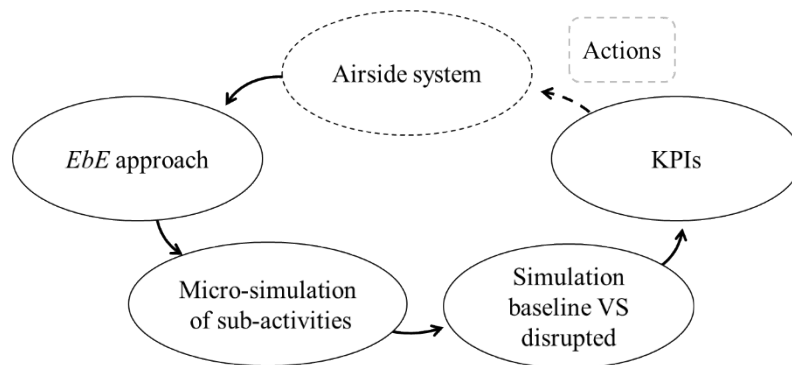 Actions
Airside system
EbE approach
KPIs
Micro-simulation
of sub-activities
Simulation
baseline VS
disrupted